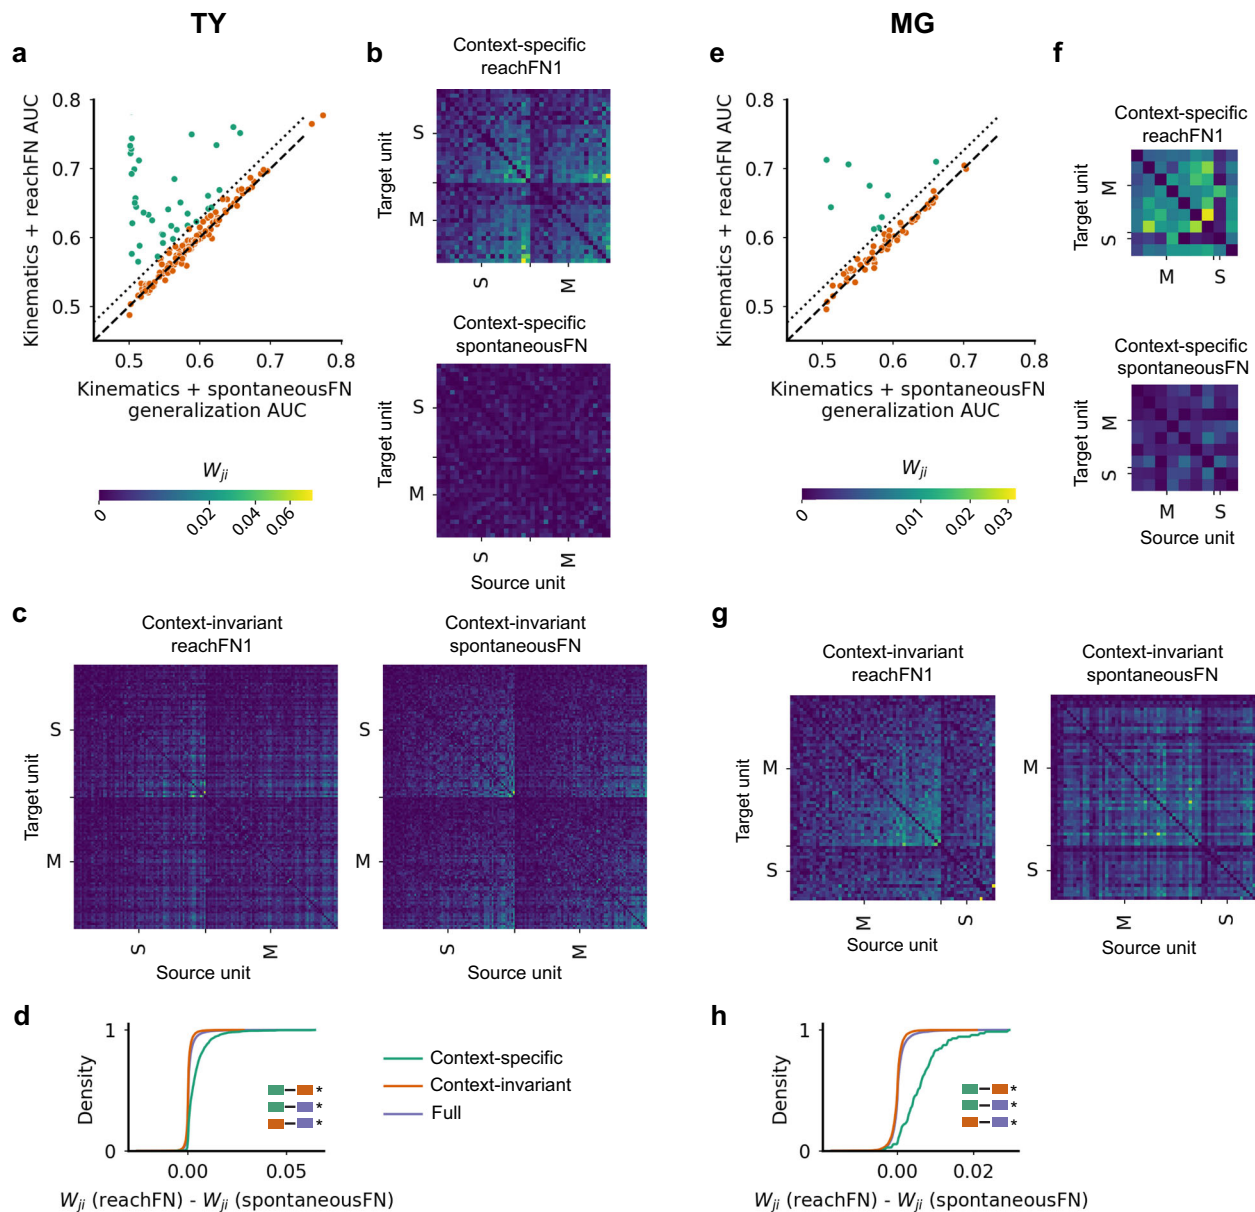 TY
MG
a
Kinematics + reachFN AUC
0.8
0.7
0.6
0.5
0.5
0.6
0.7
0.8
Kinematics + spontaneousFN
generalization AUC
W_ji
0
0.02
0.04
0.06
b
Context-specific
reachFN1
Target unit
S
M
S
M
Context-specific
spontaneousFN
Target unit
S
M
S
M
Source unit
e
Kinematics + reachFN AUC
0.8
0.7
0.6
0.5
0.5
0.6
0.7
0.8
Kinematics + spontaneousFN
generalization AUC
W_ji
0
0.01
0.02
0.03
f
Context-specific
reachFN1
Target unit
M
S
M
S
Context-specific
spontaneousFN
Target unit
M
S
M
S
Source unit
c
Context-invariant
reachFN1
Target unit
S
M
S
M
Source unit
Context-invariant
spontaneousFN
S
M
S
M
Source unit
g
Context-invariant
reachFN1
Target unit
M
S
M
S
Source unit
Context-invariant
spontaneousFN
M
S
M
S
Source unit
d
Density
1
0
0.00
0.05
*
*
*
W_ji (reachFN) - W_ji (spontaneousFN)
Context-specific
Context-invariant
Full
h
Density
1
0
0.00
0.02
*
*
*
W_ji (reachFN) - W_ji (spontaneousFN)